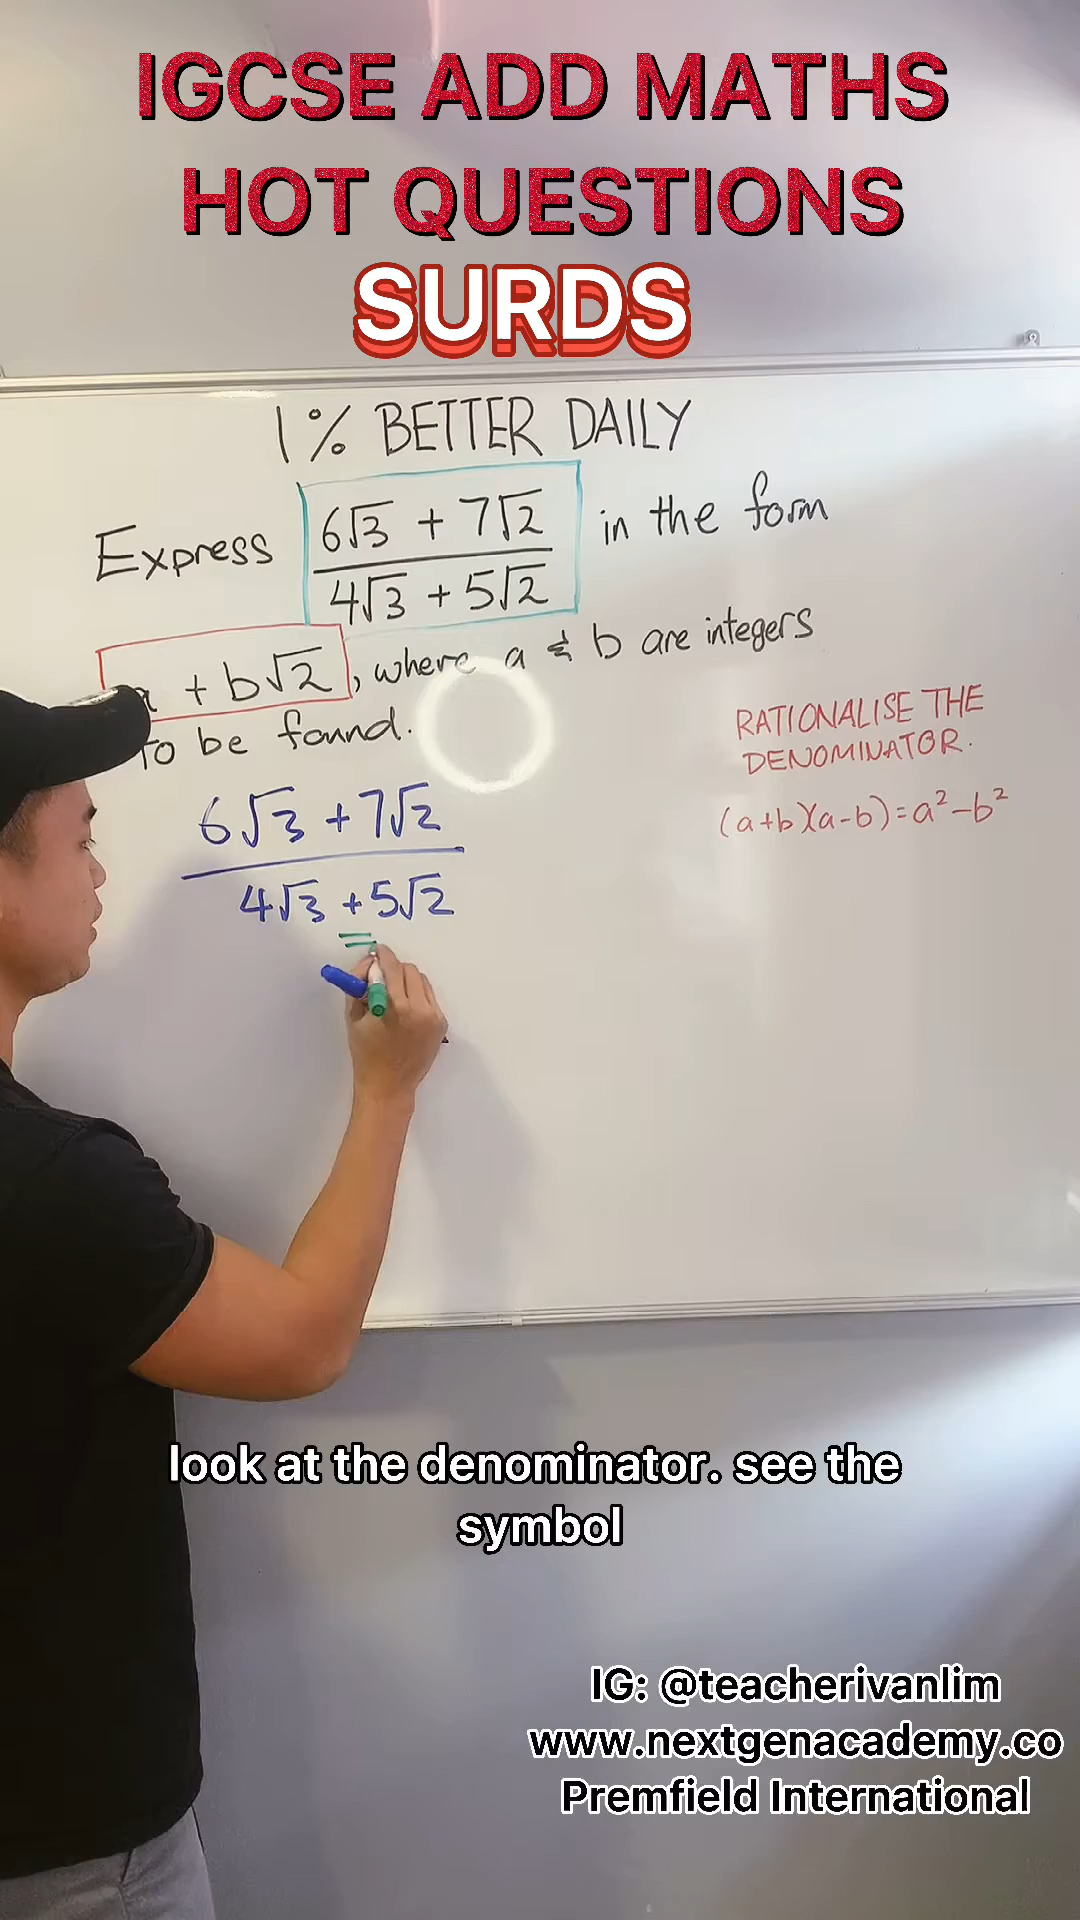 IGCSE ADD MATHS
HOT QUESTIONS
SURDS
1% BETTER DAILY
Express (6√3 + 7√2)/(4√3 + 5√2) in the form
+ b√2, where a & b are integers
to be found.
RATIONALISE THE
DENOMINATOR.
(a+b)(a-b)=a²-b²
6√3 + 7√2
4√3 + 5√2
look at the denominator. see the
symbol
IG: @teacherivanlim
www.nextgenacademy.co
Premfield International